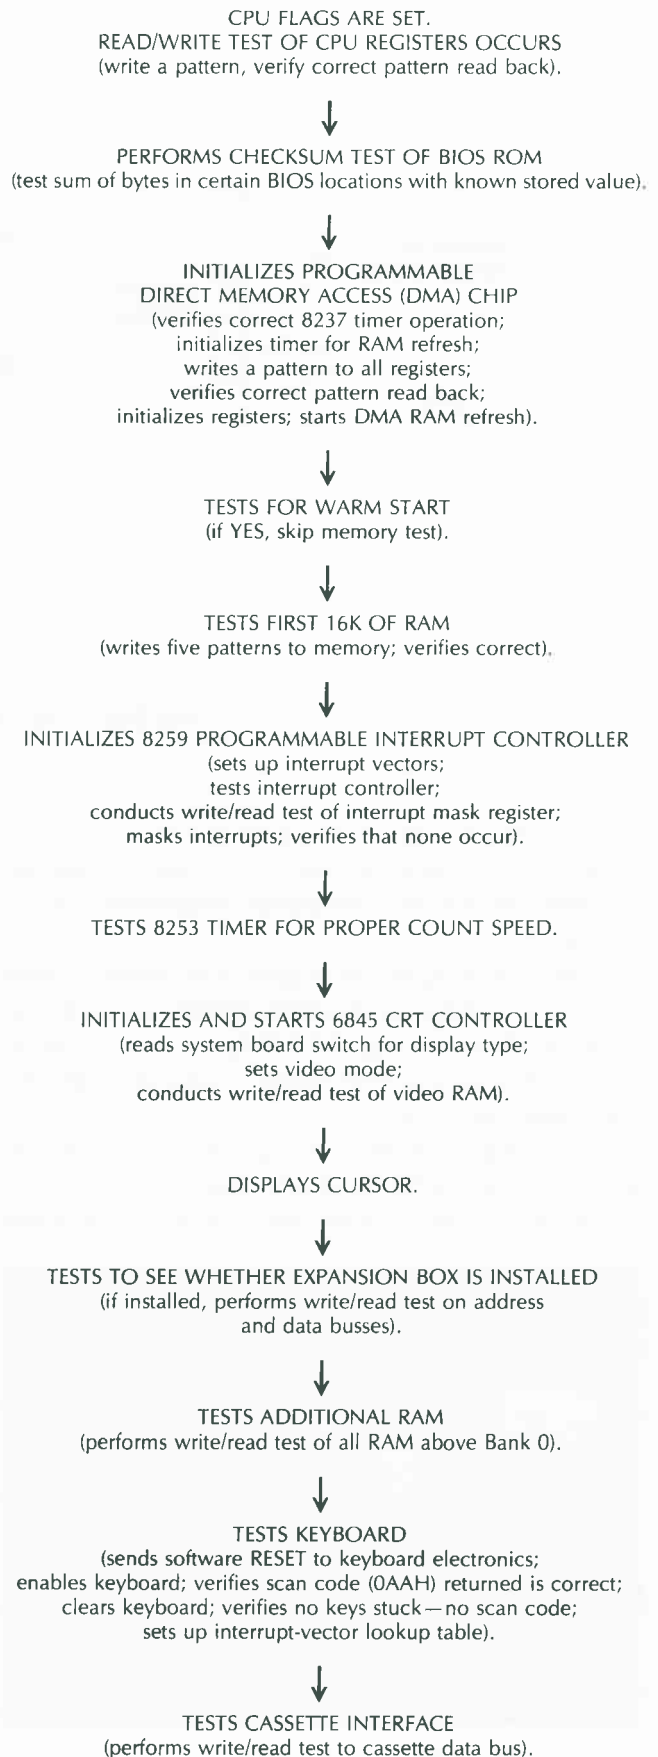 CPU FLAGS ARE SET.
READ/WRITE TEST OF CPU REGISTERS OCCURS
(write a pattern, verify correct pattern read back).
PERFORMS CHECKSUM TEST OF BIOS ROM
(test sum of bytes in certain BIOS locations with known stored value).
INITIALIZES PROGRAMMABLE
DIRECT MEMORY ACCESS (DMA) CHIP
(verifies correct 8237 timer operation;
initializes timer for RAM refresh;
writes a pattern to all registers;
verifies correct pattern read back;
initializes registers; starts DMA RAM refresh).
TESTS FOR WARM START
(if YES, skip memory test).
TESTS FIRST 16K OF RAM
(writes five patterns to memory; verifies correct).
INITIALIZES 8259 PROGRAMMABLE INTERRUPT CONTROLLER
(sets up interrupt vectors;
tests interrupt controller;
conducts write/read test of interrupt mask register;
masks interrupts; verifies that none occur).
TESTS 8253 TIMER FOR PROPER COUNT SPEED.
INITIALIZES AND STARTS 6845 CRT CONTROLLER
(reads system board switch for display type;
sets video mode;
conducts write/read test of video RAM).
DISPLAYS CURSOR.
TESTS TO SEE WHETHER EXPANSION BOX IS INSTALLED
(if installed, performs write/read test on address
and data busses).
TESTS ADDITIONAL RAM
(performs write/read test of all RAM above Bank 0).
TESTS KEYBOARD
(sends software RESET to keyboard electronics;
enables keyboard; verifies scan code (0AAH) returned is correct;
clears keyboard; verifies no keys stuck—no scan code;
sets up interrupt-vector lookup table).
TESTS CASSETTE INTERFACE
(performs write/read test to cassette data bus).